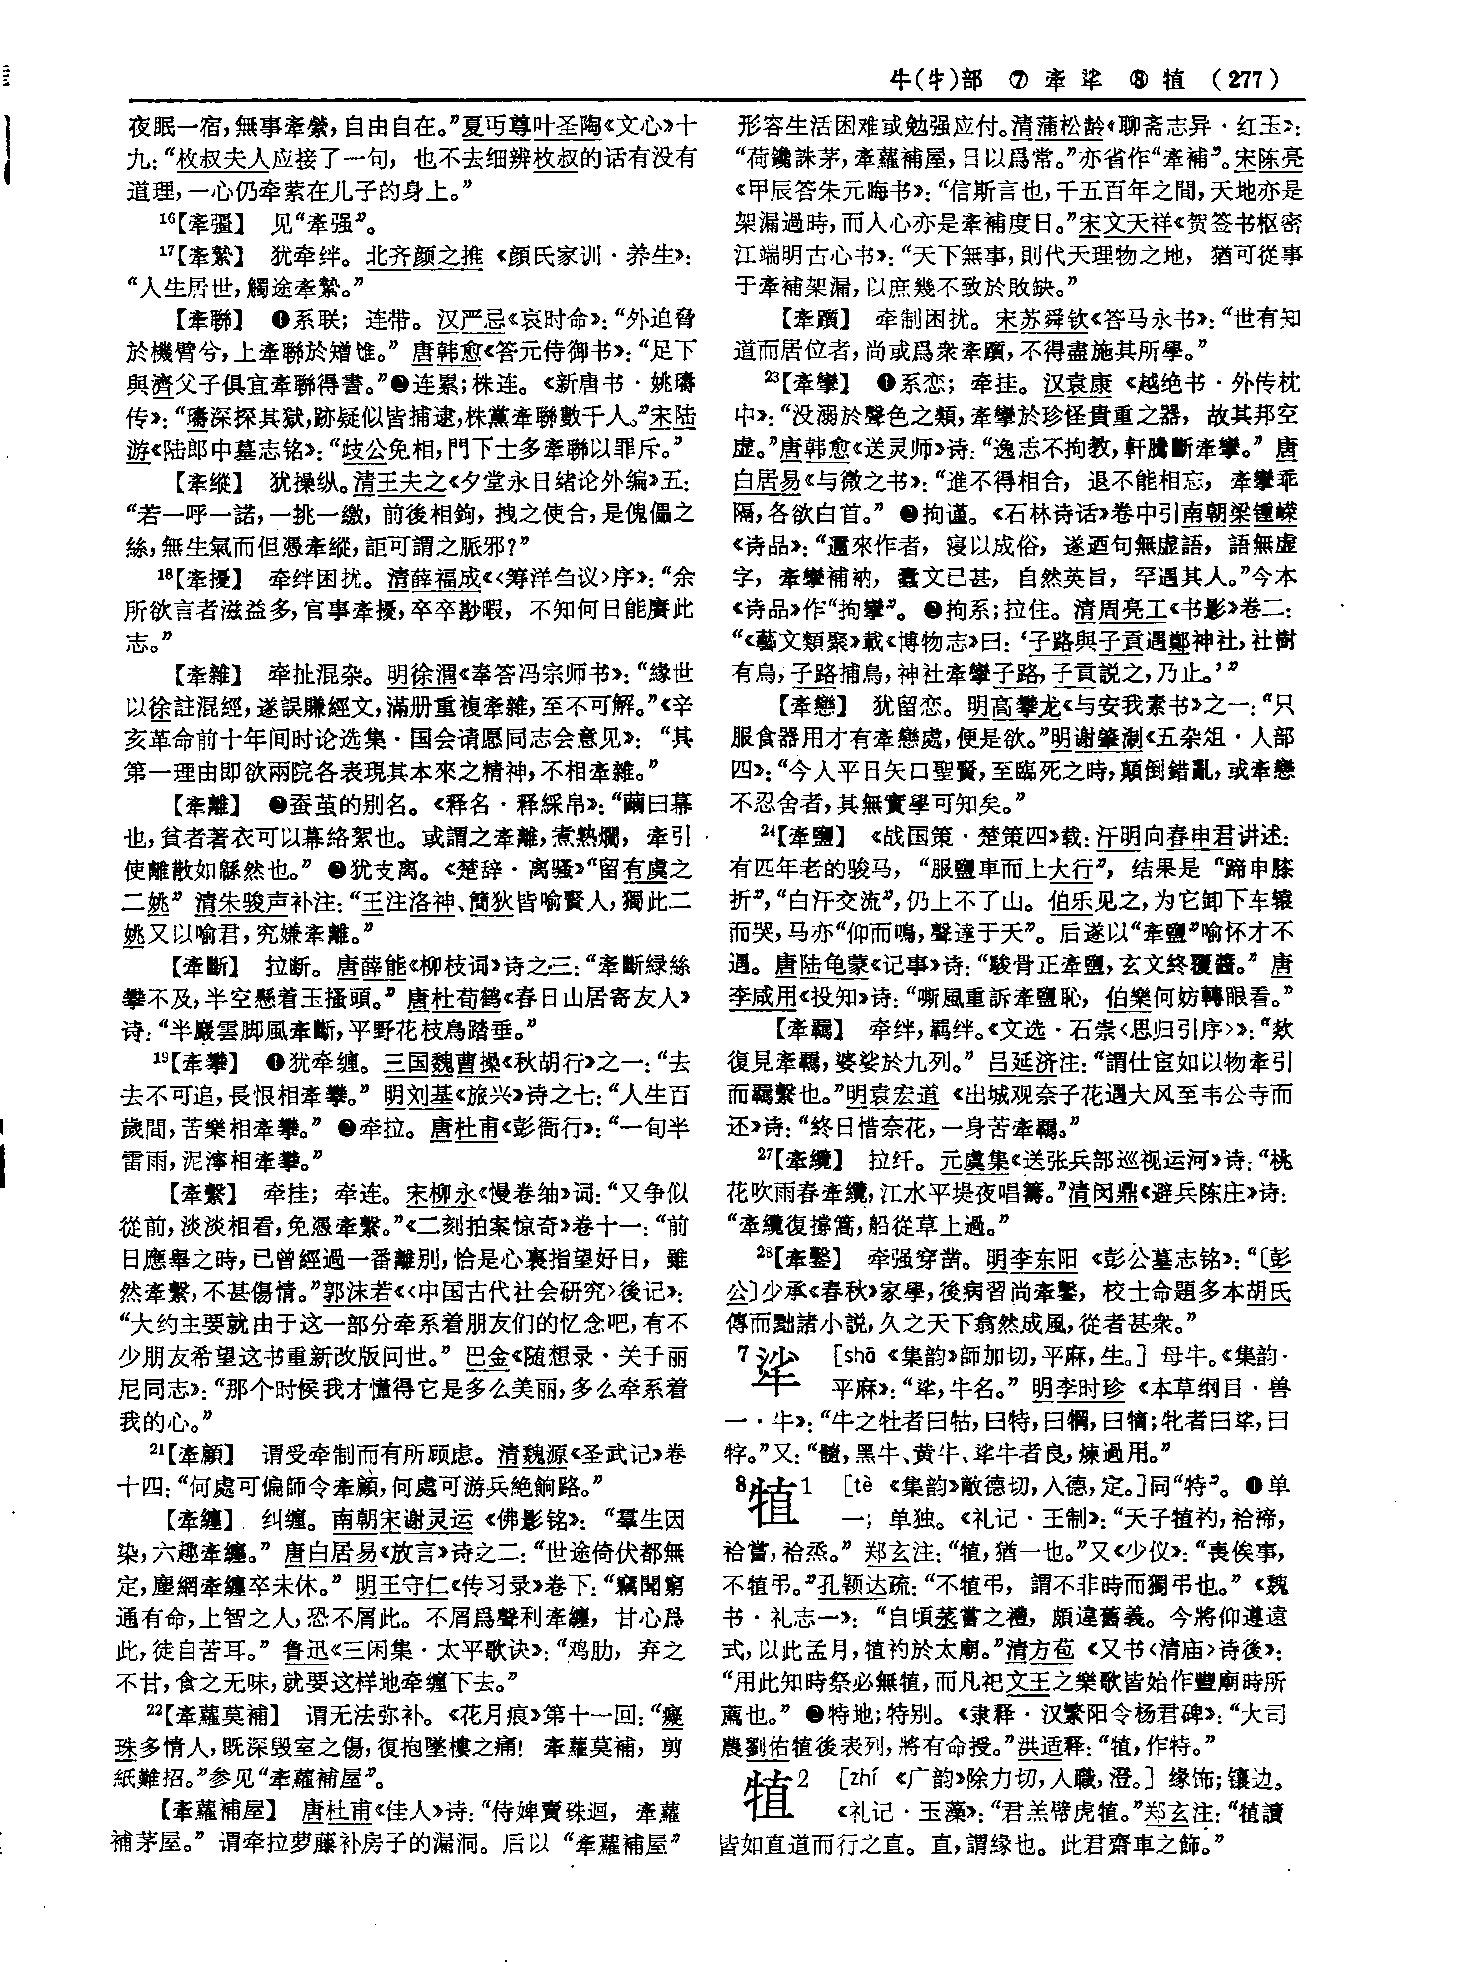 牛(牜)部 ⑦ 牽 㸺 ⑧ 犆 (277)
夜眠一宿，無事牽縈，自由自在。”夏丏尊叶圣陶《文心》十
九：“枚叔夫人应接了一句，也不去细辨枚叔的话有没有
道理，一心仍牵萦在儿子的身上。”
16【牽彊】 见“牵强”。
17【牽縶】 犹牵绊。北齐颜之推《颜氏家训·养生》：
“人生居世，觸途牽縶。”
【牽聯】 ❶系联；连带。汉严忌《哀时命》：“外迫脅
於機臂兮，上牽聯於矰隿。” 唐韩愈《答元侍御书》：“足下
與濟父子俱宜牽聯得書。”❷连累；株连。《新唐书·姚璹
传》：“璹深探其獄，跡疑似皆捕逮，株黨牽聯數千人。”宋陆
游《陆郎中墓志铭》：“歧公免相，門下士多牽聯以罪斥。”
【牽縱】 犹操纵。清王夫之《夕堂永日绪论外编》五：
“若一呼一諾，一挑一繳，前後相鉤，拽之使合，是傀儡之
絲，無生氣而但憑牽縱，詎可謂之脈邪？”
18【牽擾】 牵绊困扰。清薛福成《〈筹洋刍议〉序》：“余
所欲言者滋益多，官事牽擾，卒卒尠暇，不知何日能賡此
志。”
【牽雜】 牵扯混杂。明徐渭《奉答冯宗师书》：“緣世
以徐註混經，遂誤賺經文，滿册重複牽雜，至不可解。”《辛
亥革命前十年间时论选集·国会请愿同志会意见》：“其
第一理由即欲兩院各表現其本來之精神，不相牽雜。”
【牽離】 ❶蚕茧的别名。《释名·释綵帛》：“繭曰幕
也，貧者著衣可以幕絡絮也。或謂之牽離，煮熟爛，牽引
使離散如緜然也。” ❷犹支离。《楚辞·离骚》“留有虞之
二姚” 清朱骏声补注：“王注洛神、簡狄皆喻賢人，獨此二
姚又以喻君，究嫌牽離。”
【牽斷】 拉断。唐薛能《柳枝词》诗之三：“牽斷緑絲
攀不及，半空懸着玉搔頭。” 唐杜荀鹤《春日山居寄友人》
诗：“半巖雲脚風牽斷，平野花枝鳥踏垂。”
19【牽攀】 ❶犹牵缠。三国魏曹操《秋胡行》之一：“去
去不可追，長恨相牽攀。” 明刘基《旅兴》诗之七：“人生百
歲間，苦樂相牽攀。” ❷牵拉。唐杜甫《彭衙行》：“一旬半
雷雨，泥濘相牽攀。”
【牽繫】 牵挂；牵连。宋柳永《慢卷䌷》词：“又争似
從前，淡淡相看，免憑牽繫。”《二刻拍案惊奇》卷十一：“前
日應舉之時，已曾經過一番離别，恰是心裏指望好日，雖
然牽繫，不甚傷情。”郭沫若《〈中国古代社会研究〉後记》：
“大约主要就由于这一部分牵系着朋友们的忆念吧，有不
少朋友希望这书重新改版问世。” 巴金《随想录·关于丽
尼同志》：“那个时候我才懂得它是多么美丽，多么牵系着
我的心。”
21【牽顧】 谓受牵制而有所顾虑。清魏源《圣武记》卷
十四：“何處可偏師令牽顧，何處可游兵絶餉路。”
【牽纏】 纠缠。南朝宋谢灵运《佛影铭》：“羣生因
染，六趣牽纏。” 唐白居易《放言》诗之二：“世途倚伏都無
定，塵網牽纏卒未休。” 明王守仁《传习录》卷下：“竊聞窮
通有命，上智之人，恐不屑此。不屑爲聲利牽纏，甘心爲
此，徒自苦耳。” 鲁迅《三闲集·太平歌诀》：“鸡肋，弃之
不甘，食之无味，就要这样地牵缠下去。”
22【牽蘿莫補】 谓无法弥补。《花月痕》第十一回：“癡
珠多情人，既深毁室之傷，復抱墜樓之痛！牽蘿莫補，剪
紙難招。”参见“牽蘿補屋”。
【牽蘿補屋】 唐杜甫《佳人》诗：“侍婢賣珠迴，牽蘿
補茅屋。” 谓牵拉萝藤补房子的漏洞。后以“牽蘿補屋”
形容生活困难或勉强应付。清蒲松龄《聊斋志异·红玉》：
“荷鑱誅茅，牽蘿補屋，日以爲常。”亦省作“牽補”。宋陈亮
《甲辰答朱元晦书》：“信斯言也，千五百年之間，天地亦是
架漏過時，而人心亦是牽補度日。”宋文天祥《贺签书枢密
江端明古心书》：“天下無事，則代天理物之地，猶可從事
于牽補架漏，以庶幾不致於敗缺。”
【牽躓】 牵制困扰。宋苏舜钦《答马永书》：“世有知
道而居位者，尚或爲衆牽躓，不得盡施其所學。”
23【牽攣】 ❶系恋；牵挂。汉袁康《越绝书·外传枕
中》：“没溺於聲色之類，牽攣於珍怪貴重之器，故其邦空
虚。”唐韩愈《送灵师》诗：“逸志不拘教，軒騰斷牽攣。” 唐
白居易《与微之书》：“進不得相合，退不能相忘，牽攣乖
隔，各欲白首。” ❷拘谨。《石林诗话》卷中引南朝梁锺嵘
《诗品》：“邇來作者，寖以成俗，遂迺句無虚語，語無虚
字，牽攣補衲，蠹文已甚，自然英旨，罕遇其人。”今本
《诗品》作“拘攣”。❸拘系；拉住。清周亮工《书影》卷二：
“《藝文類聚》載《博物志》曰：‘子路與子貢過鄭神社，社樹
有鳥，子路捕鳥，神社牽攣子路，子貢説之，乃止。’”
【牽戀】 犹留恋。明高攀龙《与安我素书》之一：“只
服食器用才有牽戀處，便是欲。”明谢肇淛《五杂俎·人部
四》：“今人平日矢口聖賢，至臨死之時，顛倒錯亂，或牽戀
不忍舍者，其無實學可知矣。”
24【牽鹽】 《战国策·楚策四》载：汗明向春申君讲述：
有匹年老的骏马，“服鹽車而上大行”，结果是“蹄申膝
折”，“白汗交流”，仍上不了山。伯乐见之，为它卸下车辕
而哭，马亦“仰而鳴，聲達于天”。后遂以“牽鹽”喻怀才不
遇。唐陆龟蒙《记事》诗：“駿骨正牽鹽，玄文終覆醬。” 唐
李咸用《投知》诗：“嘶風重訴牽鹽恥，伯樂何妨轉眼看。”
【牽羈】 牵绊，羁绊。《文选·石崇〈思归引序〉》：“欻
復見牽羈，婆娑於九列。” 吕延济注：“謂仕宦如以物牽引
而羈繫也。”明袁宏道《出城观奈子花遇大风至韦公寺而
还》诗：“終日惜奈花，一身苦牽羈。”
27【牽纜】 拉纤。元虞集《送张兵部巡视运河》诗：“桃
花吹雨春牽纜，江水平堤夜唱籌。”清闵鼎《避兵陈庄》诗：
“牽纜復撐篙，船從草上過。”
28【牽鑿】 牵强穿凿。明李东阳《彭公墓志铭》：“〔彭
公〕少承《春秋》家學，後病習尚牽鑿，校士命題多本胡氏
傳而黜諸小説，久之天下翕然成風，從者甚衆。”
7 㸺 [shā 《集韵》師加切，平麻，生。] 母牛。《集韵·
平麻》：“㸺，牛名。” 明李时珍《本草纲目·兽
一·牛》：“牛之牡者曰牯，曰特，曰犅，曰㹍；牝者曰㸺，曰
牸。”又：“髓，黑牛、黄牛、㸺牛者良，煉過用。”
8 犆1 [tè 《集韵》敵德切，入德，定。]同“特”。❶单
一；单独。《礼记·王制》：“天子犆礿，祫禘，
祫嘗，祫烝。” 郑玄注：“犆，猶一也。”又《少仪》：“喪俟事，
不犆弔。”孔颖达疏：“不犆弔，謂不非時而獨弔也。” 《魏
书·礼志一》：“自頃蒸嘗之禮，頗違舊義。今將仰遵遠
式，以此孟月，犆礿於太廟。”清方苞《又书〈清庙〉诗後》：
“用此知時祭必無犆，而凡祀文王之樂歌皆始作豐廟時所
薦也。” ❷特地；特别。《隶释·汉繁阳令杨君碑》：“大司
農劉佑犆後表列，將有命授。”洪适释：“犆，作特。”
犆2 [zhí 《广韵》除力切，入職，澄。] 缘饰；镶边。
《礼记·玉藻》：“君羔幦虎犆。”郑玄注：“犆讀
皆如直道而行之直。直，謂缘也。此君齋車之飾。”